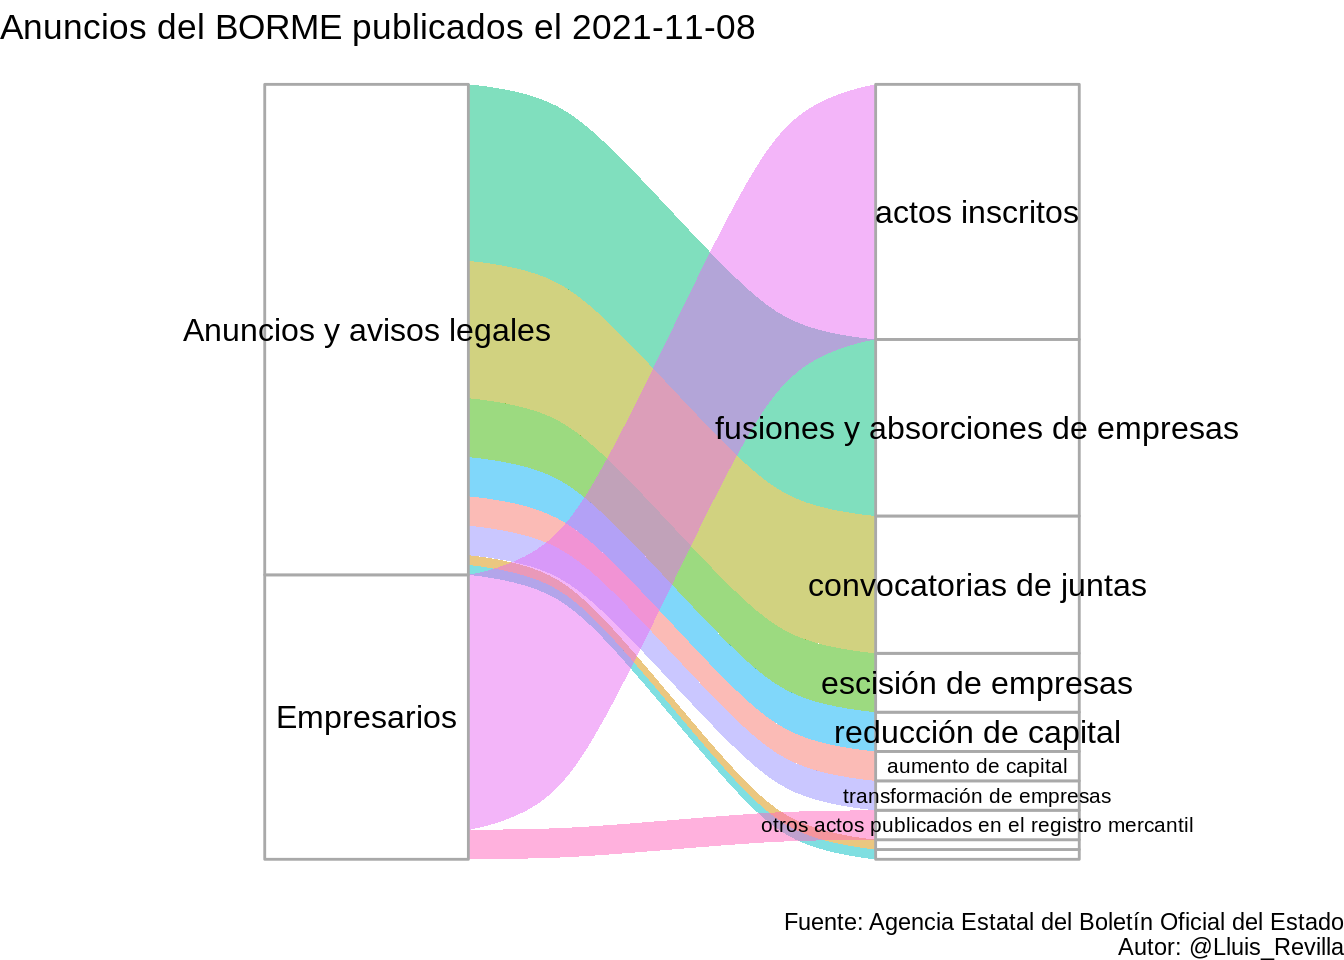 Anuncios del BORME publicados el 2021-11-08
Anuncios y avisos legales
Empresarios
actos inscritos
fusiones y absorciones de empresas
convocatorias de juntas
escisión de empresas
reducción de capital
aumento de capital
transformación de empresas
otros actos publicados en el registro mercantil
Fuente: Agencia Estatal del Boletín Oficial del Estado
Autor: @Lluis_Revilla